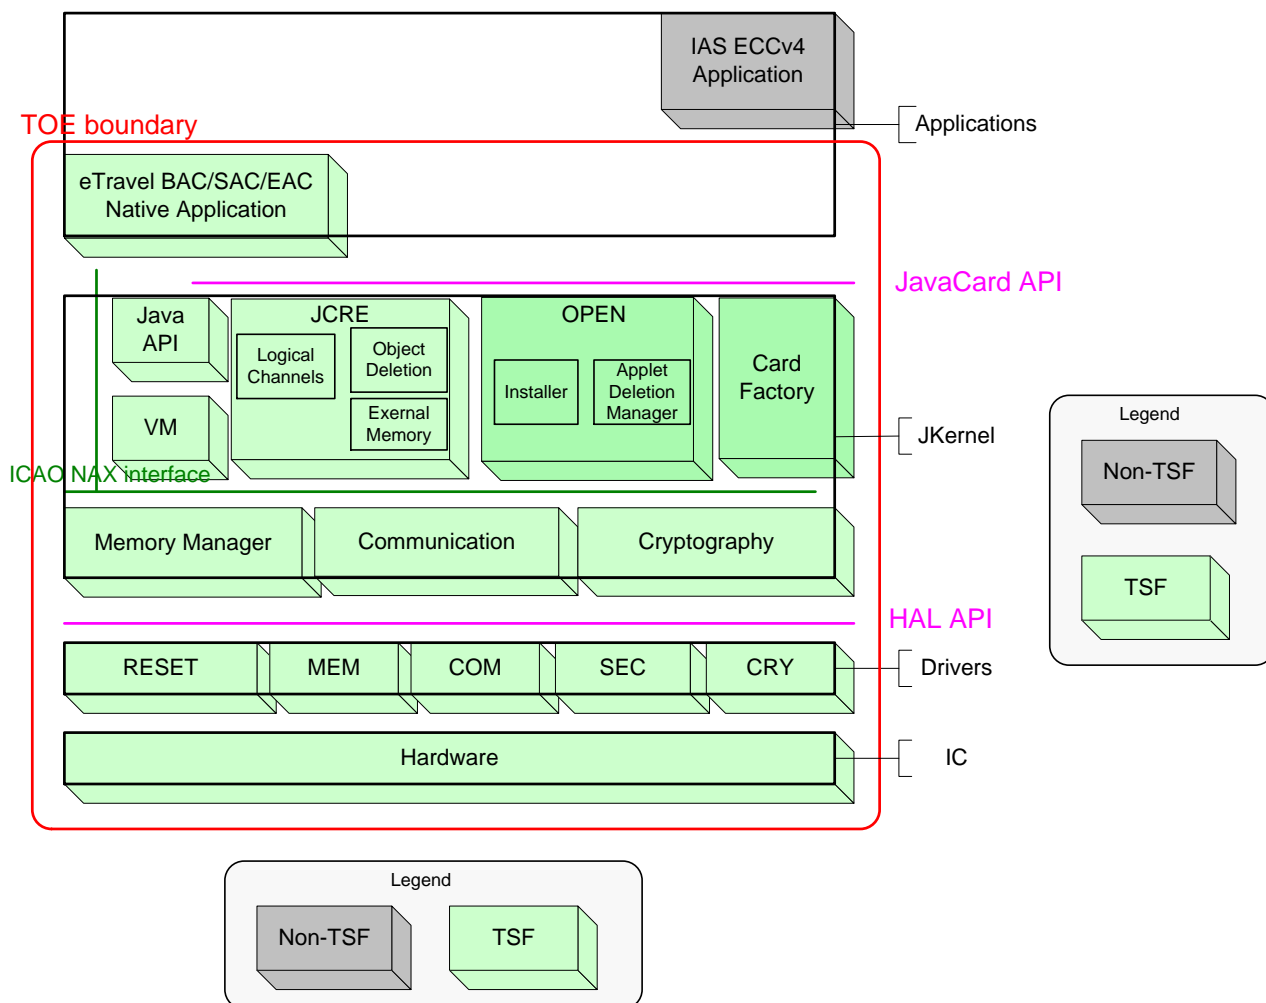 IAS ECCv4
Application
TOE boundary
Applications
eTravel BAC/SAC/EAC
Native Application
JavaCard API
Java
API
JCRE
Logical
Channels
Object
Deletion
Exernal
Memory
OPEN
Installer
Applet
Deletion
Manager
Card
Factory
VM
JKernel
ICAO NAX interface
Memory Manager
Communication
Cryptography
HAL API
RESET
MEM
COM
SEC
CRY
Drivers
Hardware
IC
Legend
Non-TSF
TSF
Legend
Non-TSF
TSF